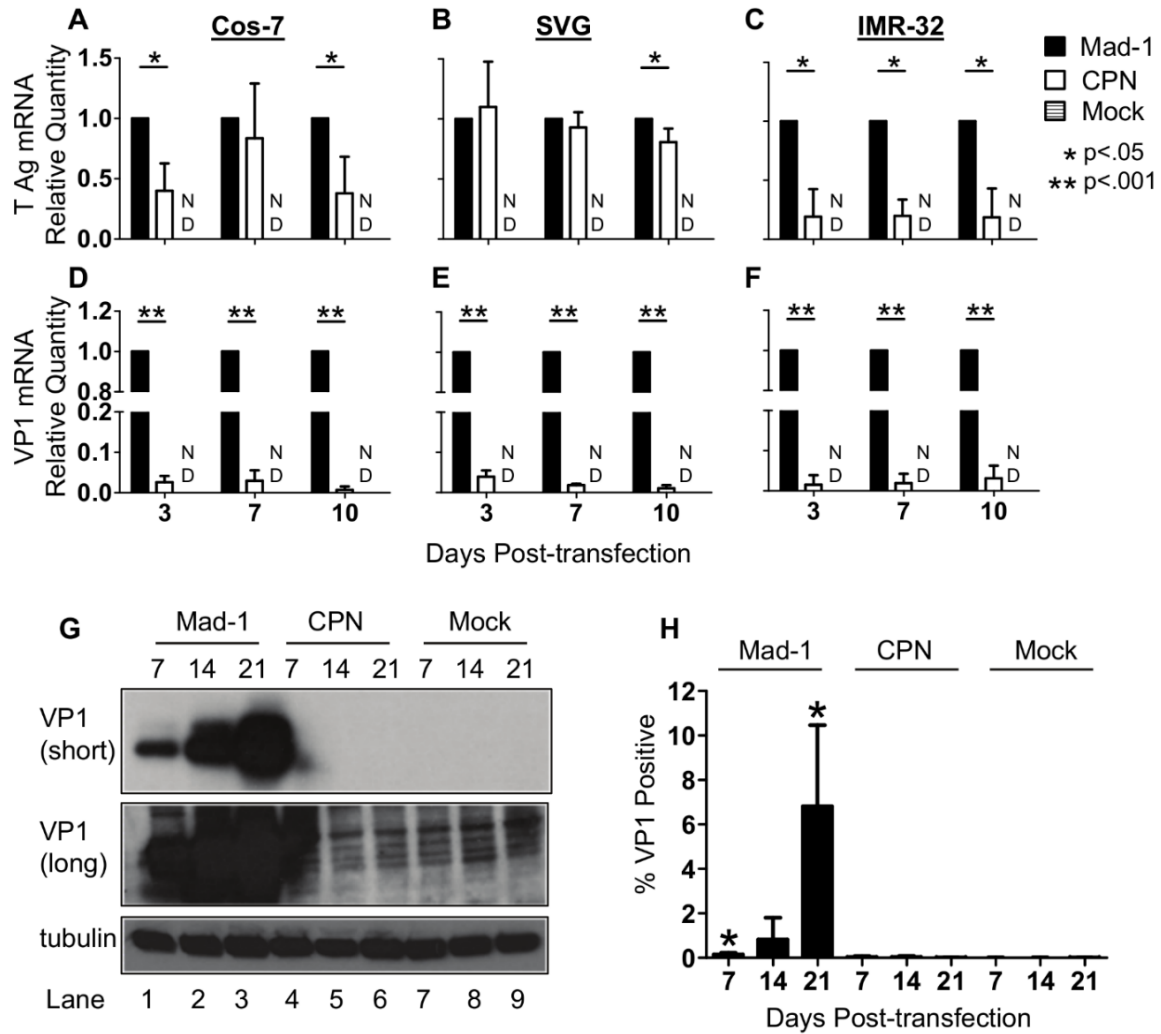 A
Cos-7
B
SVG
C
IMR-32
Mad-1
CPN
Mock
* p<.05
** p<.001
T Ag mRNA
Relative Quantity
1.5
1.0
0.5
0.0
* *
*
* * *
N
D
N
D
N
D
N
D
N
D
N
D
N
D
N
D
N
D
D
E
F
VP1 mRNA
Relative Quantity
1.2
1.0
0.8
0.2
0.1
0.0
** ** **
** ** **
** ** **
N
D
N
D
N
D
N
D
N
D
N
D
N
D
N
D
N
D
3 7 10
3 7 10
3 7 10
Days Post-transfection
G
Mad-1 CPN Mock
7 14 21 7 14 21 7 14 21
VP1
(short)
VP1
(long)
tubulin
Lane 1 2 3 4 5 6 7 8 9
H
Mad-1 CPN Mock
% VP1 Positive
12
10
8
6
4
2
0
* *
7 14 21 7 14 21 7 14 21
Days Post-transfection